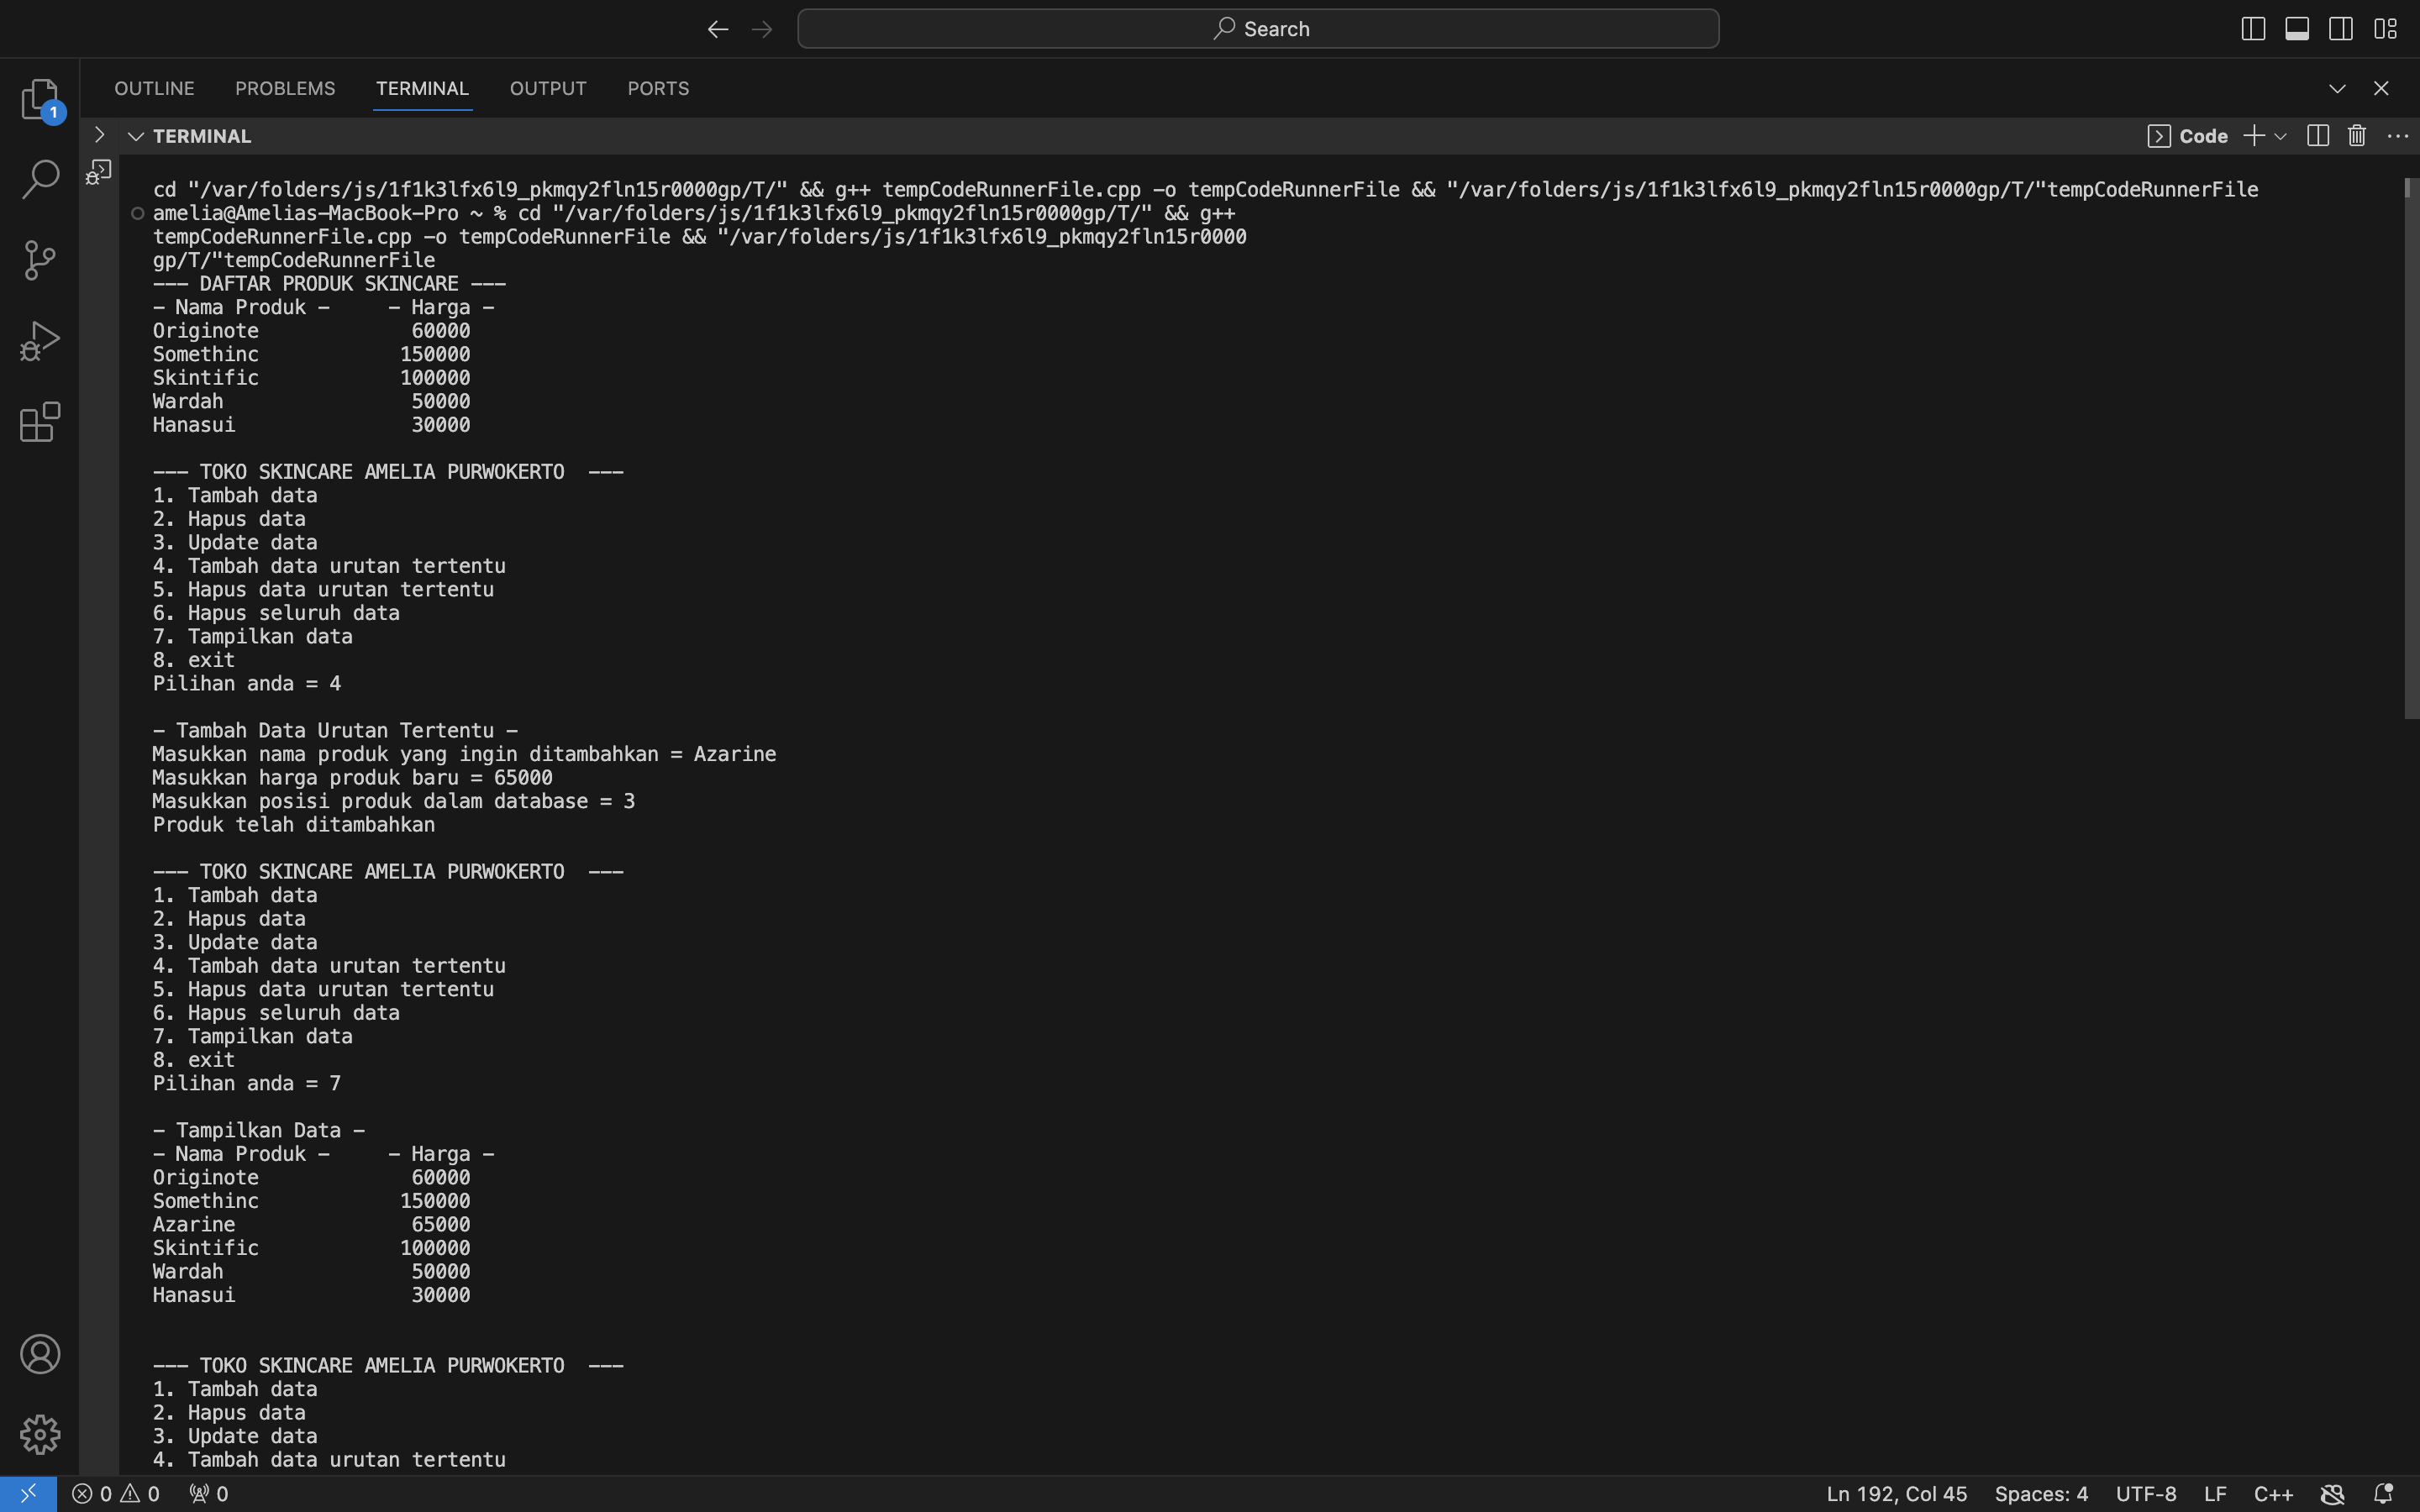 Search
OUTLINE PROBLEMS TERMINAL OUTPUT PORTS
1
TERMINAL Code
cd "/var/folders/js/1f1k3lfx6l9_pkmqy2fln15r0000gp/T/" && g++ tempCodeRunnerFile.cpp -o tempCodeRunnerFile && "/var/folders/js/1f1k3lfx6l9_pkmqy2fln15r0000gp/T/"tempCodeRunnerFile
amelia@Amelias-MacBook-Pro ~ % cd "/var/folders/js/1f1k3lfx6l9_pkmqy2fln15r0000gp/T/" && g++
tempCodeRunnerFile.cpp -o tempCodeRunnerFile && "/var/folders/js/1f1k3lfx6l9_pkmqy2fln15r0000
gp/T/"tempCodeRunnerFile
--- DAFTAR PRODUK SKINCARE ---
- Nama Produk -     - Harga -
Originote             60000
Somethinc            150000
Skintific            100000
Wardah                50000
Hanasui               30000
--- TOKO SKINCARE AMELIA PURWOKERTO  ---
1. Tambah data
2. Hapus data
3. Update data
4. Tambah data urutan tertentu
5. Hapus data urutan tertentu
6. Hapus seluruh data
7. Tampilkan data
8. exit
Pilihan anda = 4
- Tambah Data Urutan Tertentu -
Masukkan nama produk yang ingin ditambahkan = Azarine
Masukkan harga produk baru = 65000
Masukkan posisi produk dalam database = 3
Produk telah ditambahkan
--- TOKO SKINCARE AMELIA PURWOKERTO  ---
1. Tambah data
2. Hapus data
3. Update data
4. Tambah data urutan tertentu
5. Hapus data urutan tertentu
6. Hapus seluruh data
7. Tampilkan data
8. exit
Pilihan anda = 7
- Tampilkan Data -
- Nama Produk -     - Harga -
Originote             60000
Somethinc            150000
Azarine               65000
Skintific            100000
Wardah                50000
Hanasui               30000
--- TOKO SKINCARE AMELIA PURWOKERTO  ---
1. Tambah data
2. Hapus data
3. Update data
4. Tambah data urutan tertentu
0 0 0 Ln 192, Col 45 Spaces: 4 UTF-8 LF C++